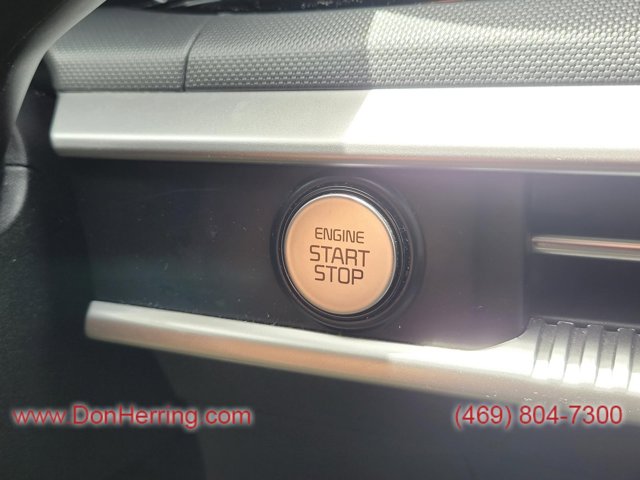 ENGINE
START
STOP
www.DonHerring.com
(469) 804-7300